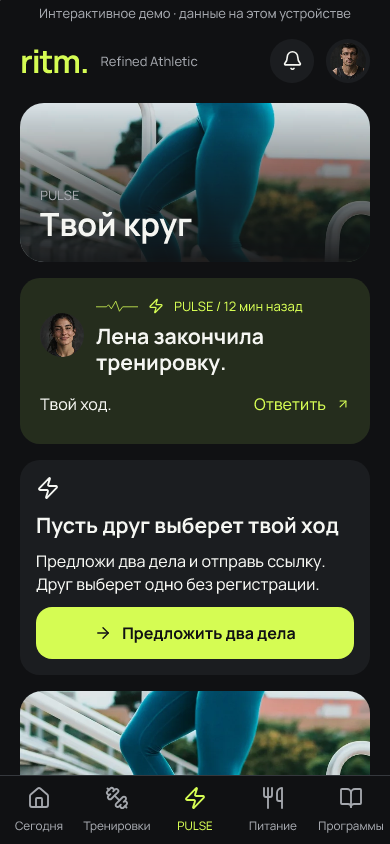 Интерактивное демо · данные на этом устройстве
ritm. Refined Athletic
PULSE
Твой круг
PULSE / 12 мин назад
Лена закончила
тренировку.
Твой ход. Ответить
Пусть друг выберет твой ход
Предложи два дела и отправь ссылку.
Друг выберет одно без регистрации.
Предложить два дела
Сегодня Тренировки PULSE Питание Программы